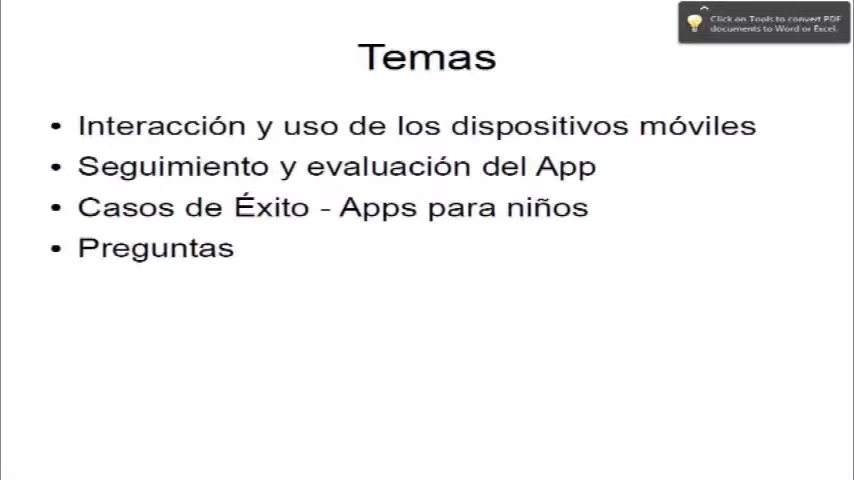 Click on Tools to convert PDF
documents to Word or Excel.
Temas
• Interacción y uso de los dispositivos móviles
• Seguimiento y evaluación del App
• Casos de Éxito - Apps para niños
• Preguntas